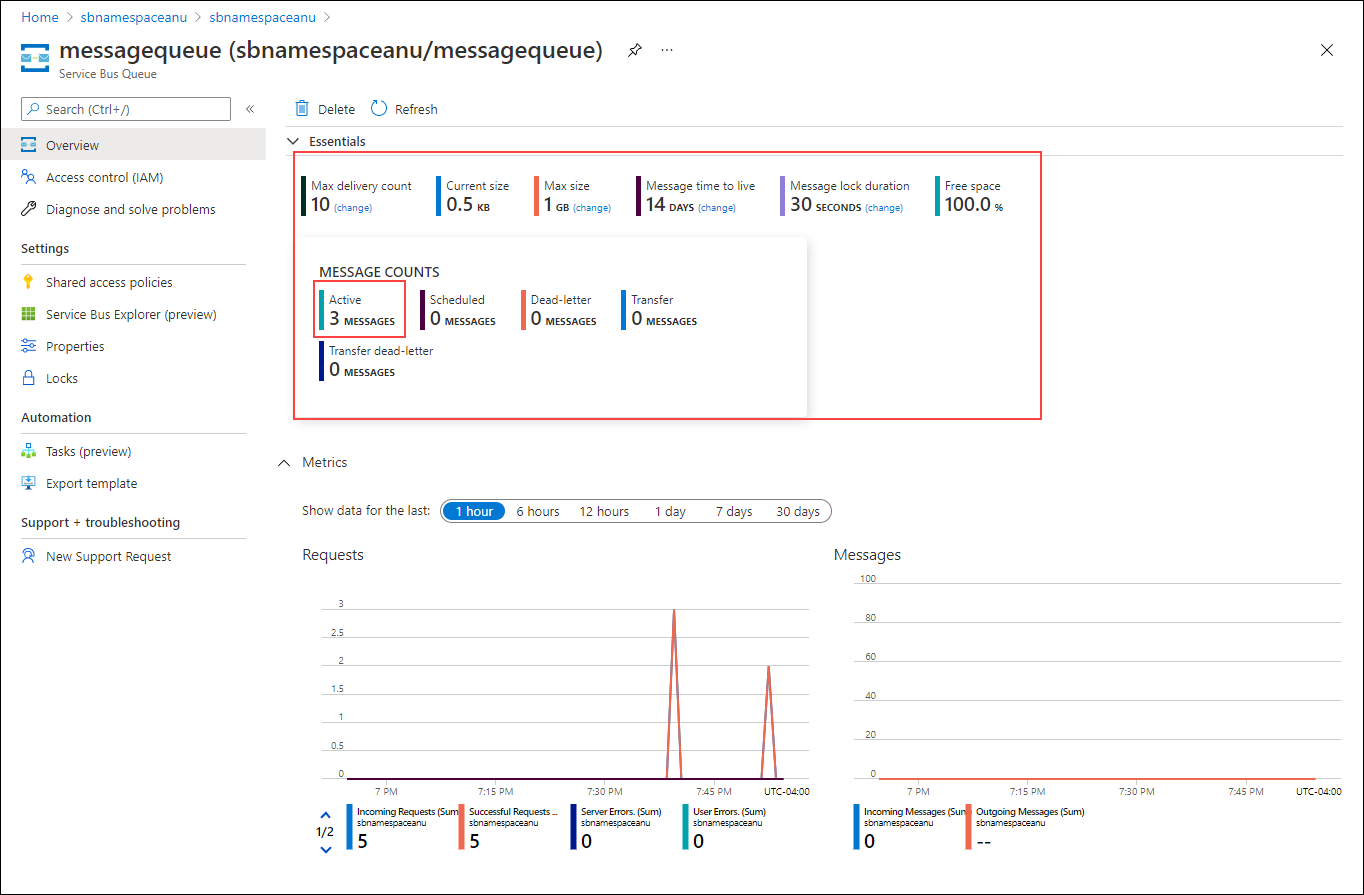 Home > sbnamespaceanu > sbnamespaceanu >
messagequeue (sbnamespaceanu/messagequeue)
Service Bus Queue
Search (Ctrl+/)
Delete Refresh
Overview
Access control (IAM)
Diagnose and solve problems
Settings
Shared access policies
Service Bus Explorer (preview)
Properties
Locks
Automation
Tasks (preview)
Export template
Support + troubleshooting
New Support Request
Essentials
Max delivery count
10 (change)
Current size
0.5 KB
Max size
1 GB (change)
Message time to live
14 DAYS (change)
Message lock duration
30 SECONDS (change)
Free space
100.0 %
MESSAGE COUNTS
Active
3 MESSAGES
Scheduled
0 MESSAGES
Dead-letter
0 MESSAGES
Transfer
0 MESSAGES
Transfer dead-letter
0 MESSAGES
Metrics
Show data for the last: 1 hour 6 hours 12 hours 1 day 7 days 30 days
Requests
3
2.5
2
1.5
1
0.5
0
7 PM 7:15 PM 7:30 PM 7:45 PM UTC-04:00
1/2
Incoming Requests (Sum)
sbnamespaceanu
5
Successful Requests ...
sbnamespaceanu
5
Server Errors. (Sum)
sbnamespaceanu
0
User Errors. (Sum)
sbnamespaceanu
0
Messages
100
80
60
40
20
0
7 PM 7:15 PM 7:30 PM 7:45 PM UTC-04:00
Incoming Messages (Sum)
sbnamespaceanu
0
Outgoing Messages (Sum)
sbnamespaceanu
--